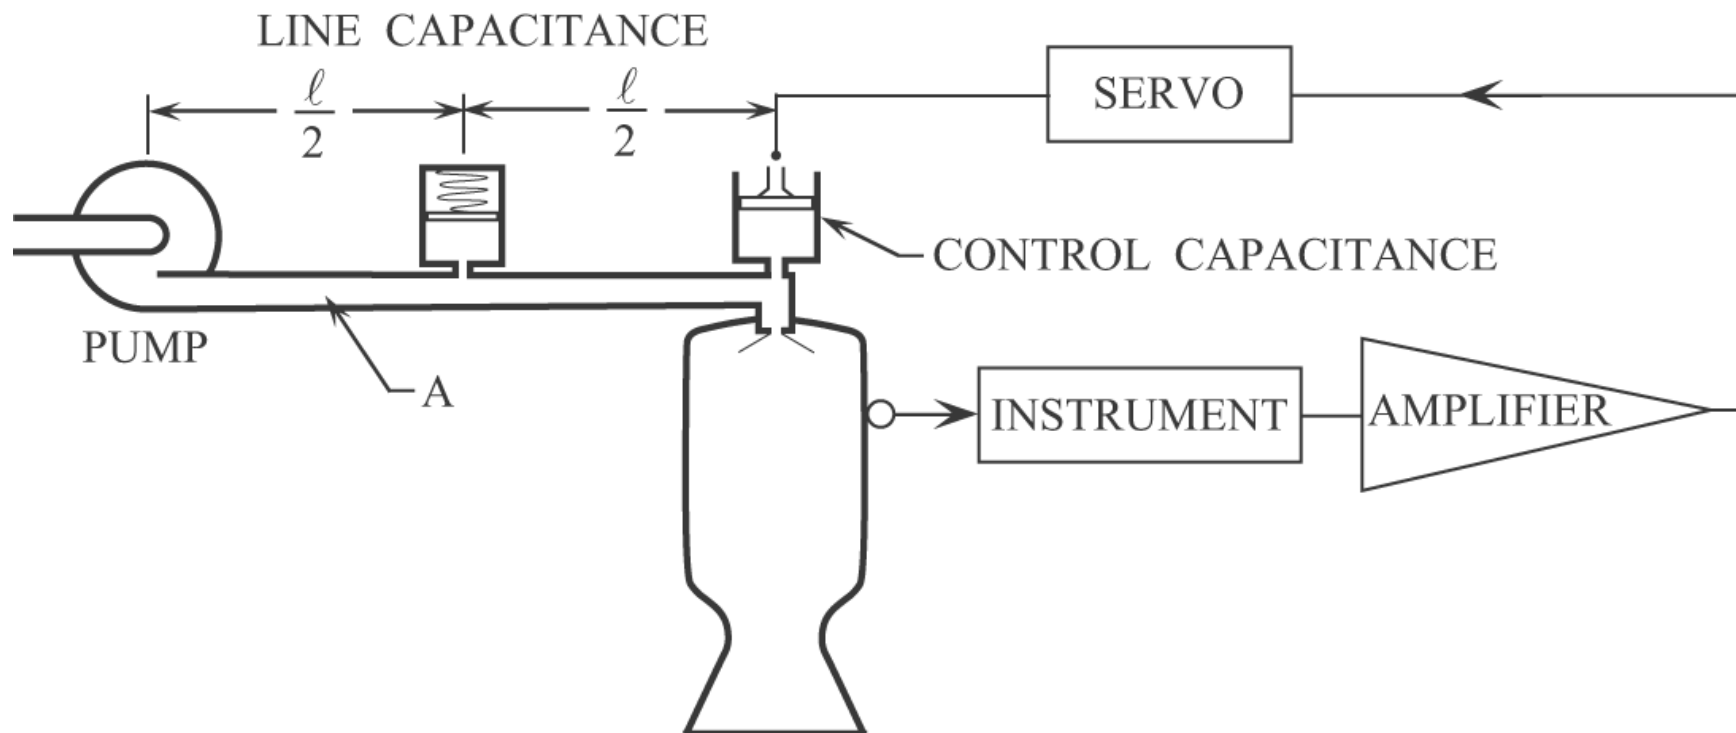 LINE CAPACITANCE
ℓ
2
ℓ
2
SERVO
CONTROL CAPACITANCE
PUMP
A
INSTRUMENT
AMPLIFIER